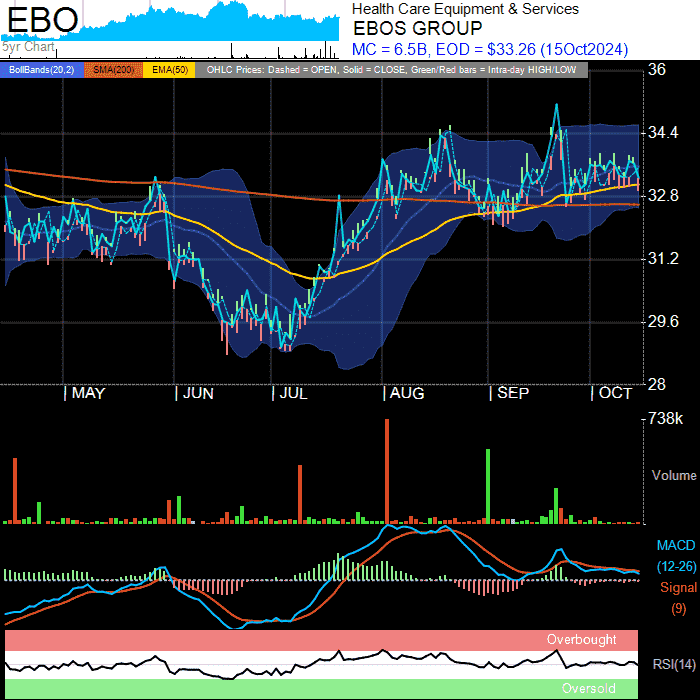 EBO
5yr Chart
Health Care Equipment & Services
EBOS GROUP
MC = 6.5B, EOD = $33.26 (15Oct2024)
BollBands(20,2) SMA(200) EMA(50) OHLC Prices: Dashed = OPEN, Solid = CLOSE, Green/Red bars = Intra-day HIGH/LOW
36
34.4
32.8
31.2
29.6
28
MAY JUN JUL AUG SEP OCT
738k
Volume
MACD
(12-26)
Signal
(9)
Overbought
RSI(14)
Oversold